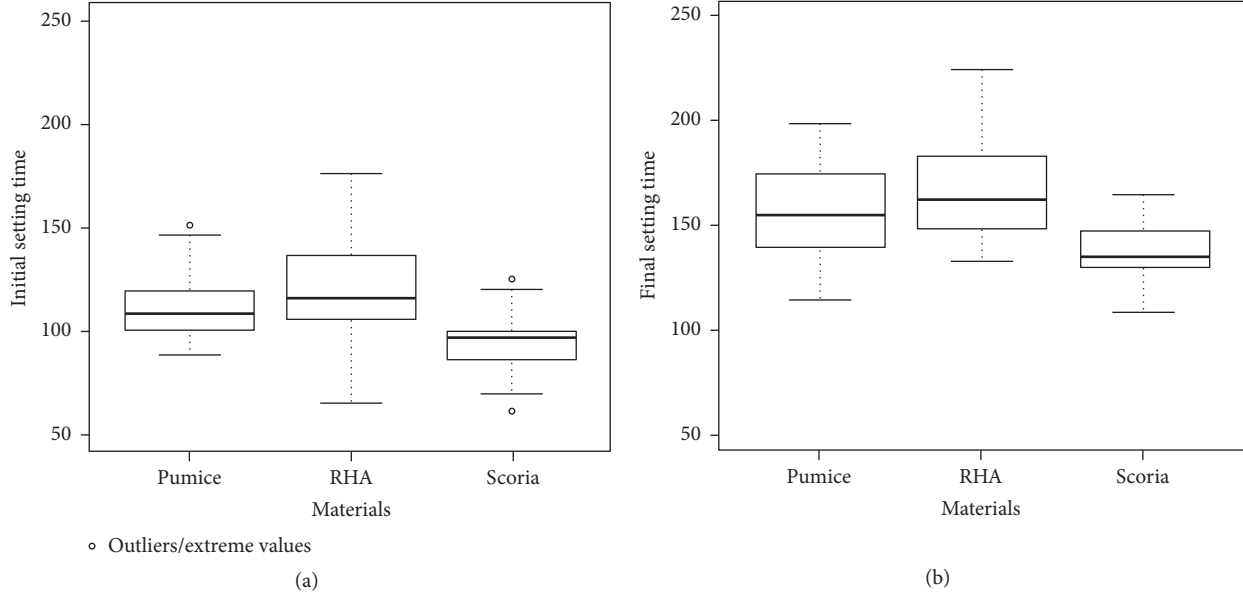 250
200
150
100
50
Initial setting time
Pumice
RHA
Scoria
Materials
Outliers/extreme values
(a)
250
200
150
100
50
Final setting time
Pumice
RHA
Scoria
Materials
(b)